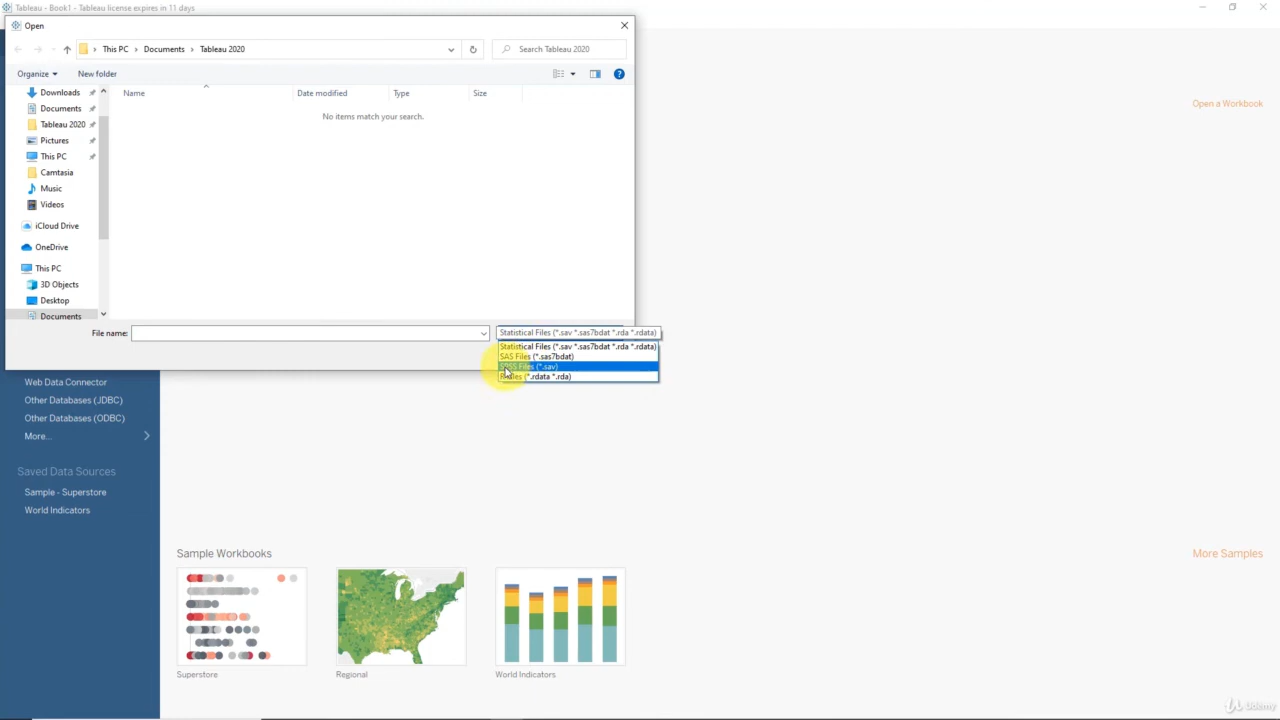 Tableau - Book1 - Tableau license expires in 11 days
Open
This PC > Documents > Tableau 2020
Search Tableau 2020
Organize
New folder
Name
Date modified
Type
Size
No items match your search.
Downloads
Documents
Tableau 2020
Pictures
This PC
Camtasia
Music
Videos
iCloud Drive
OneDrive
This PC
3D Objects
Desktop
Documents
File name:
Statistical Files (*.sav *.sas7bdat *.rda *.rdata)
Statistical Files (*.sav *.sas7bdat *.rda *.rdata)
SAS Files (*.sas7bdat)
SPSS Files (*.sav)
R Files (*.rdata *.rda)
Open a Workbook
Web Data Connector
Other Databases (JDBC)
Other Databases (ODBC)
More...
Saved Data Sources
Sample - Superstore
World Indicators
Sample Workbooks
More Samples
Superstore
Regional
World Indicators
Udemy